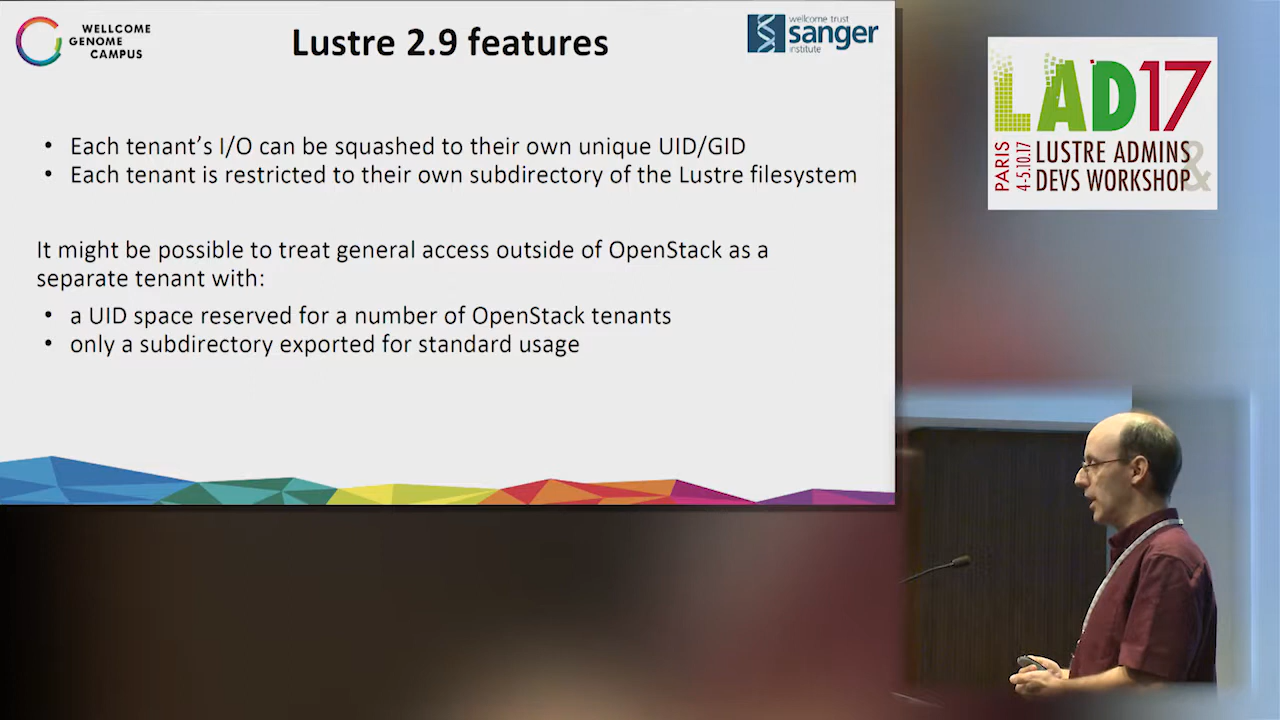 WELLCOME
GENOME
CAMPUS
Lustre 2.9 features
wellcome trust
sanger
institute
• Each tenant's I/O can be squashed to their own unique UID/GID
• Each tenant is restricted to their own subdirectory of the Lustre filesystem
It might be possible to treat general access outside of OpenStack as a
separate tenant with:
• a UID space reserved for a number of OpenStack tenants
• only a subdirectory exported for standard usage
LAD17
PARIS
4-5.10.17
LUSTRE ADMINS
& DEVS WORKSHOP